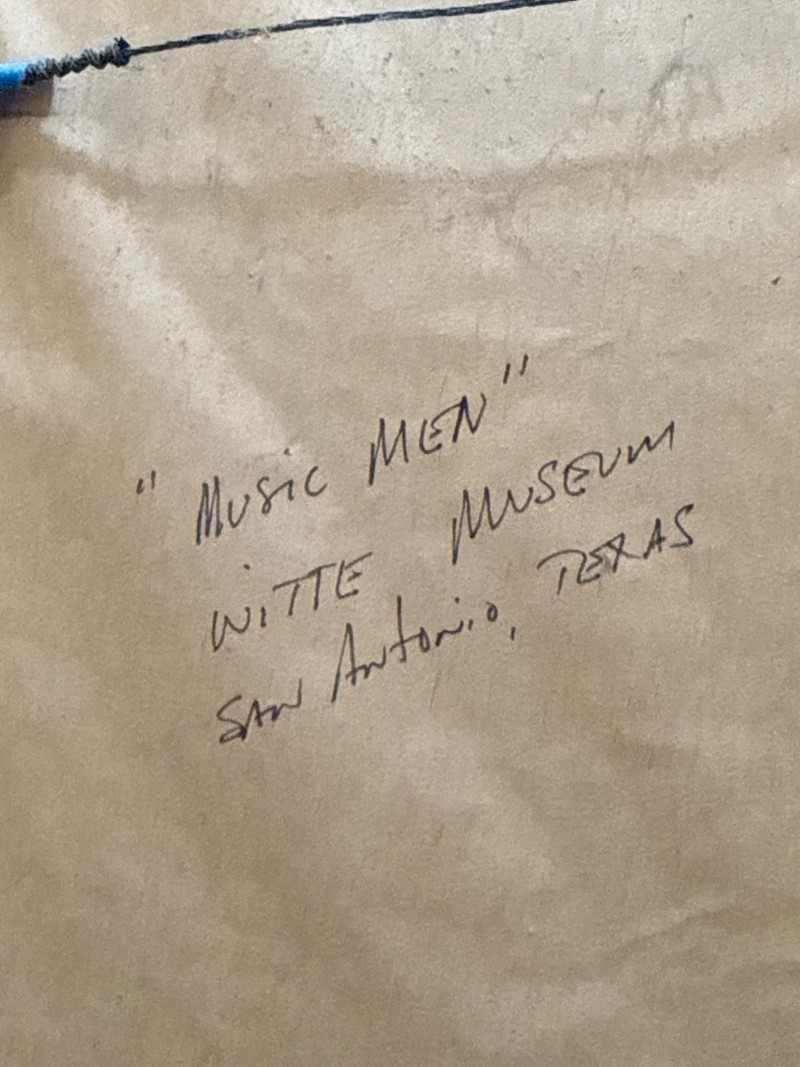 " MUSiC MEN"
WiTTE MUSEUM
SAN ANtoNio, TEXAS